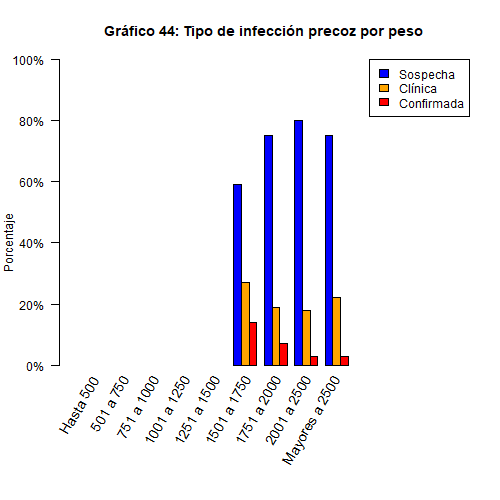 Gráfico 44: Tipo de infección precoz por peso
Porcentaje
100%
80%
60%
40%
20%
0%
Sospecha
Clínica
Confirmada
Hasta 500
501 a 750
751 a 1000
1001 a 1250
1251 a 1500
1501 a 1750
1751 a 2000
2001 a 2500
Mayores a 2500